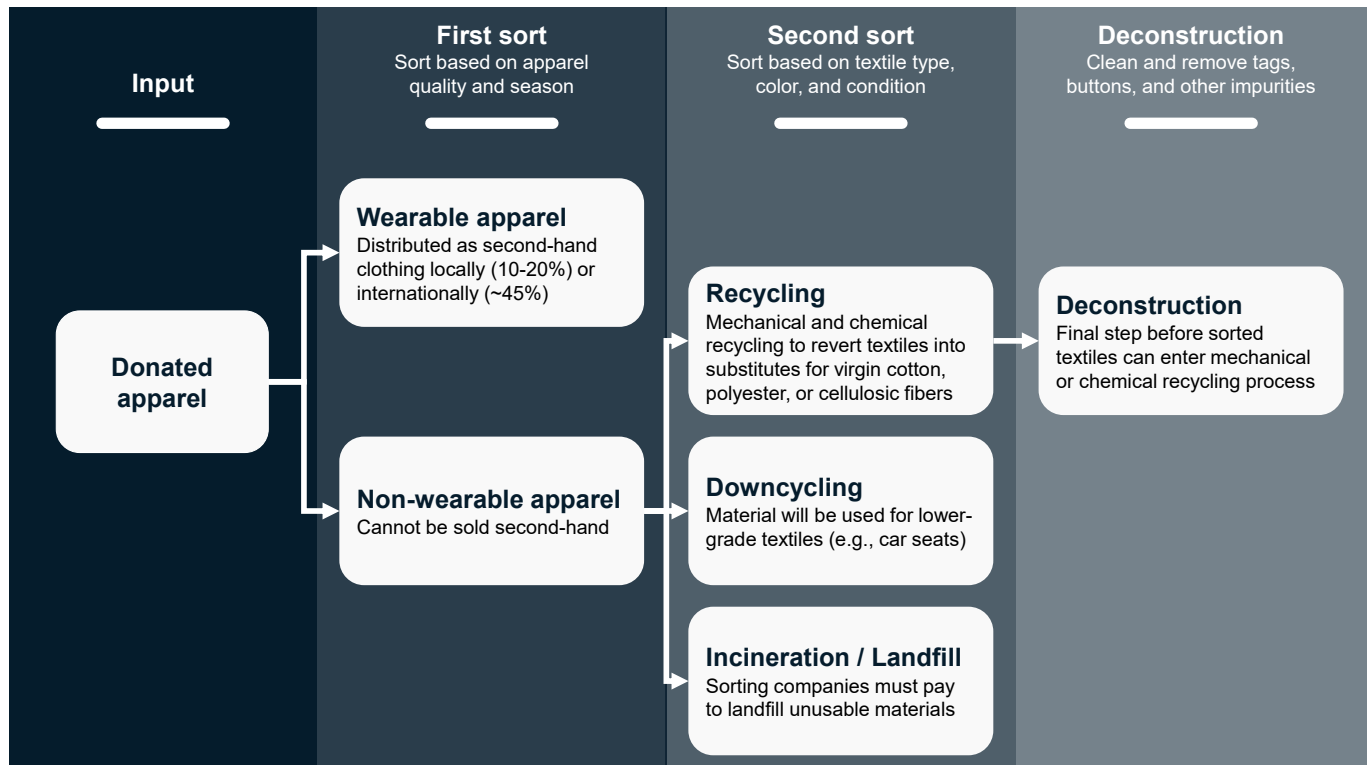 Input
First sort
Sort based on apparel
quality and season
Second sort
Sort based on textile type,
color, and condition
Deconstruction
Clean and remove tags,
buttons, and other impurities
Donated
apparel
Wearable apparel
Distributed as second-hand
clothing locally (10-20%) or
internationally (~45%)
Non-wearable apparel
Cannot be sold second-hand
Recycling
Mechanical and chemical
recycling to revert textiles into
substitutes for virgin cotton,
polyester, or cellulosic fibers
Downcycling
Material will be used for lower-
grade textiles (e.g., car seats)
Incineration / Landfill
Sorting companies must pay
to landfill unusable materials
Deconstruction
Final step before sorted
textiles can enter mechanical
or chemical recycling process